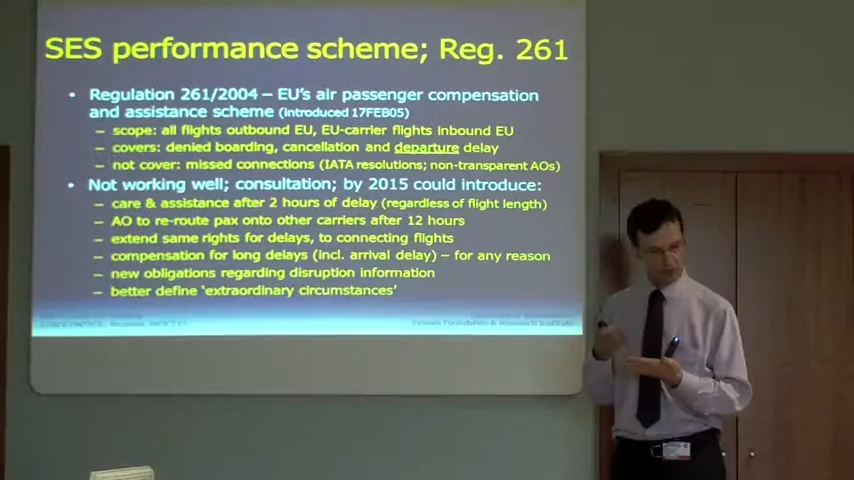 SES performance scheme; Reg. 261
• Regulation 261/2004 – EU's air passenger compensation
and assistance scheme (introduced 17FEB05)
– scope: all flights outbound EU, EU-carrier flights inbound EU
– covers: denied boarding, cancellation and departure delay
– not cover: missed connections (IATA resolutions; non-transparent AOs)
• Not working well; consultation; by 2015 could introduce:
– care & assistance after 2 hours of delay (regardless of flight length)
– AO to re-route pax onto other carriers after 12 hours
– extend same rights for delays, to connecting flights
– compensation for long delays (incl. arrival delay) – for any reason
– new obligations regarding disruption information
– better define 'extraordinary circumstances'
Foundation & Research Institute